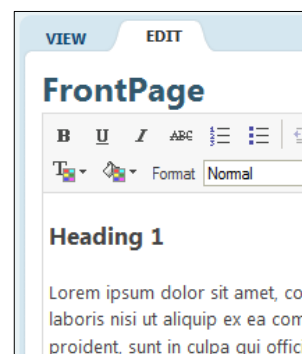 VIEW EDIT
FrontPage
B U I ABC
T Format Normal
Heading 1
Lorem ipsum dolor sit amet, co
laboris nisi ut aliquip ex ea com
proident, sunt in culpa qui offic